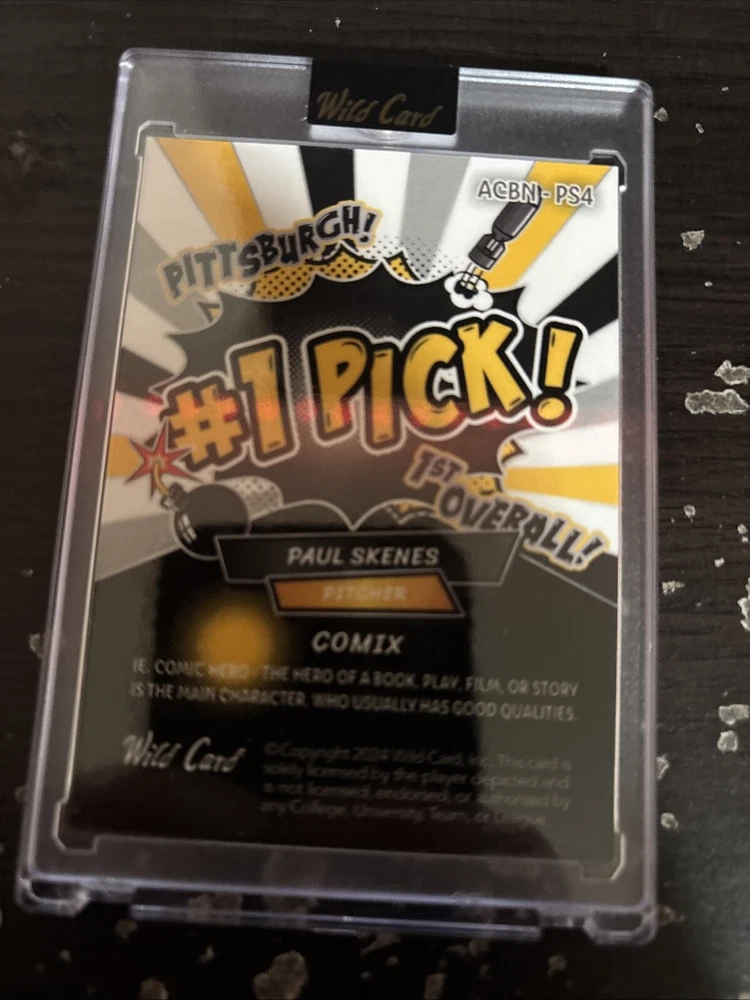 Wild Card
ACBN - PS4
PITTSBURGH!
#1 PICK!
1ST
OVERALL!
PAUL SKENES
PITCHER
COMIX
IE. COMIC HERO - THE HERO OF A BOOK, PLAY, FILM, OR STORY
IS THE MAIN CHARACTER, WHO USUALLY HAS GOOD QUALITIES.
Wild Card
©Copyright 2024 Wild Card, Inc. This card is
solely licensed by the player depicted and
is not licensed, endorsed, or authorized by
any College, University, Team, or League.